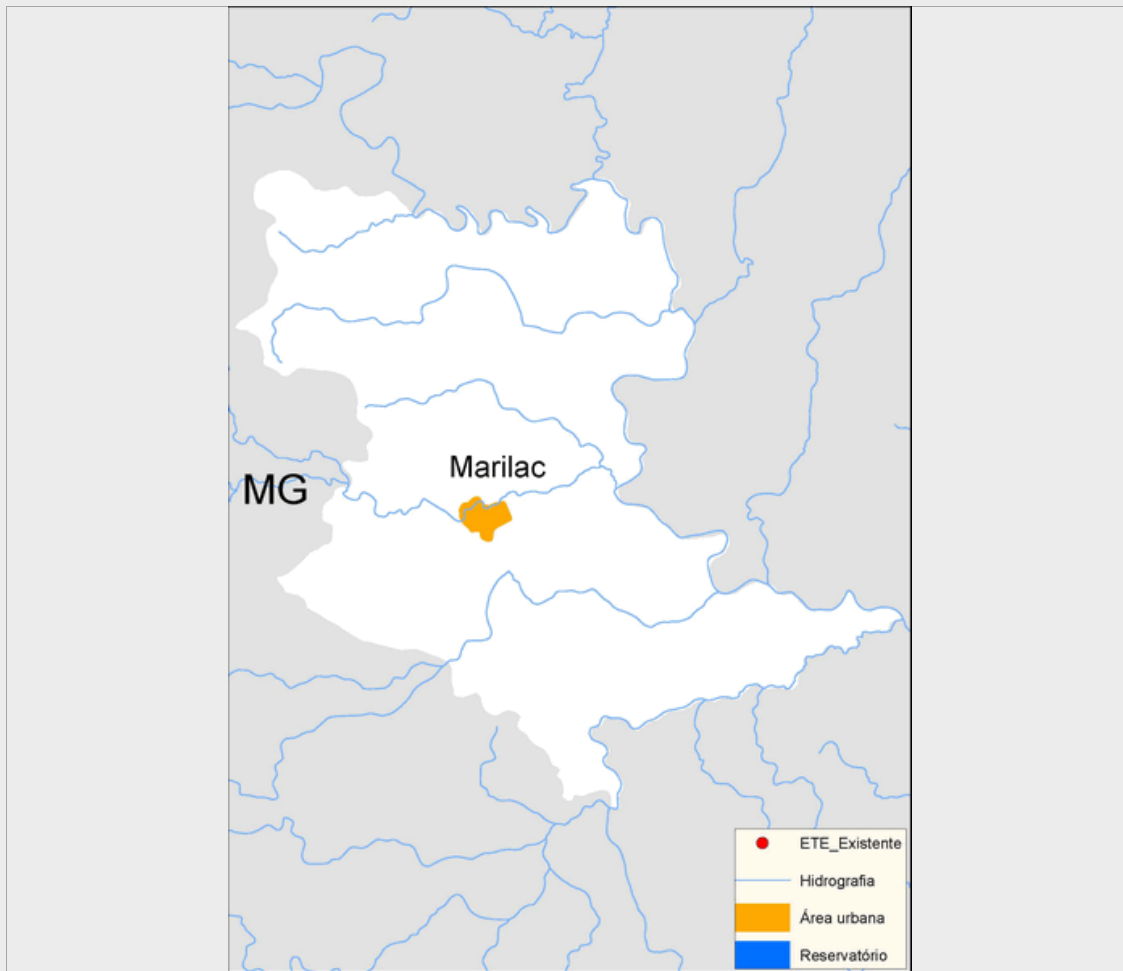 Marilac
MG
ETE_Existente
Hidrografia
Área urbana
Reservatório